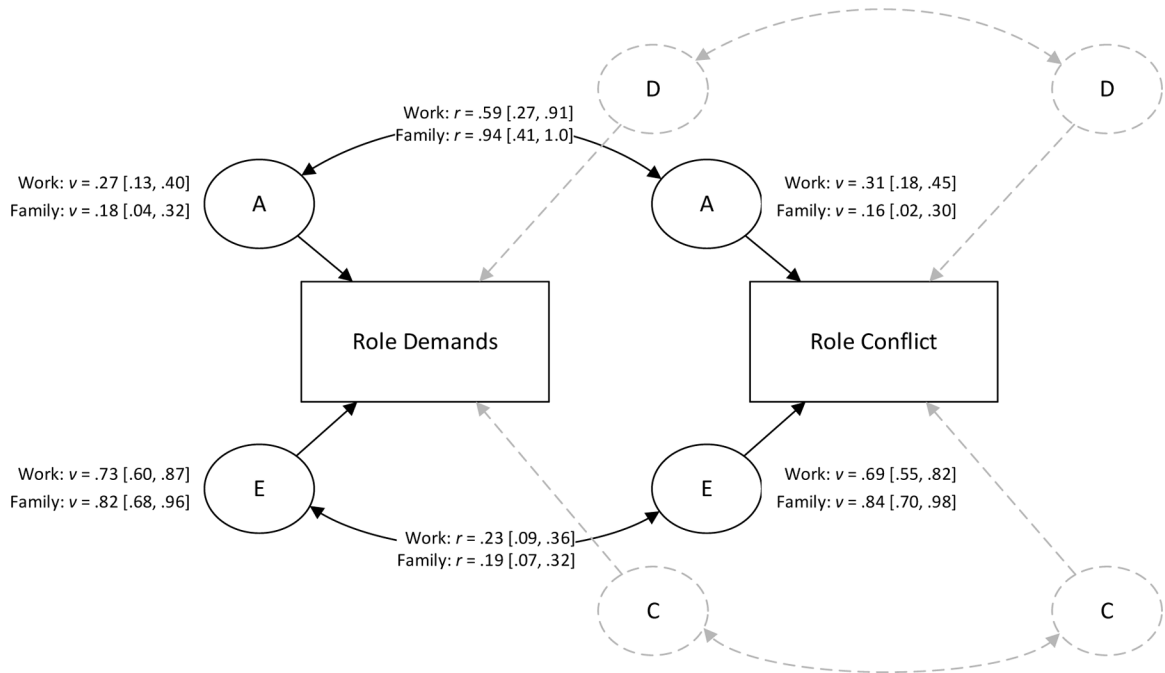 D
D
Work: r = .59 [.27, .91]
Family: r = .94 [.41, 1.0]
Work: v = .27 [.13, .40]
Family: v = .18 [.04, .32]
A
A
Work: v = .31 [.18, .45]
Family: v = .16 [.02, .30]
Role Demands
Role Conflict
Work: v = .73 [.60, .87]
Family: v = .82 [.68, .96]
E
E
Work: v = .69 [.55, .82]
Family: v = .84 [.70, .98]
Work: r = .23 [.09, .36]
Family: r = .19 [.07, .32]
C
C